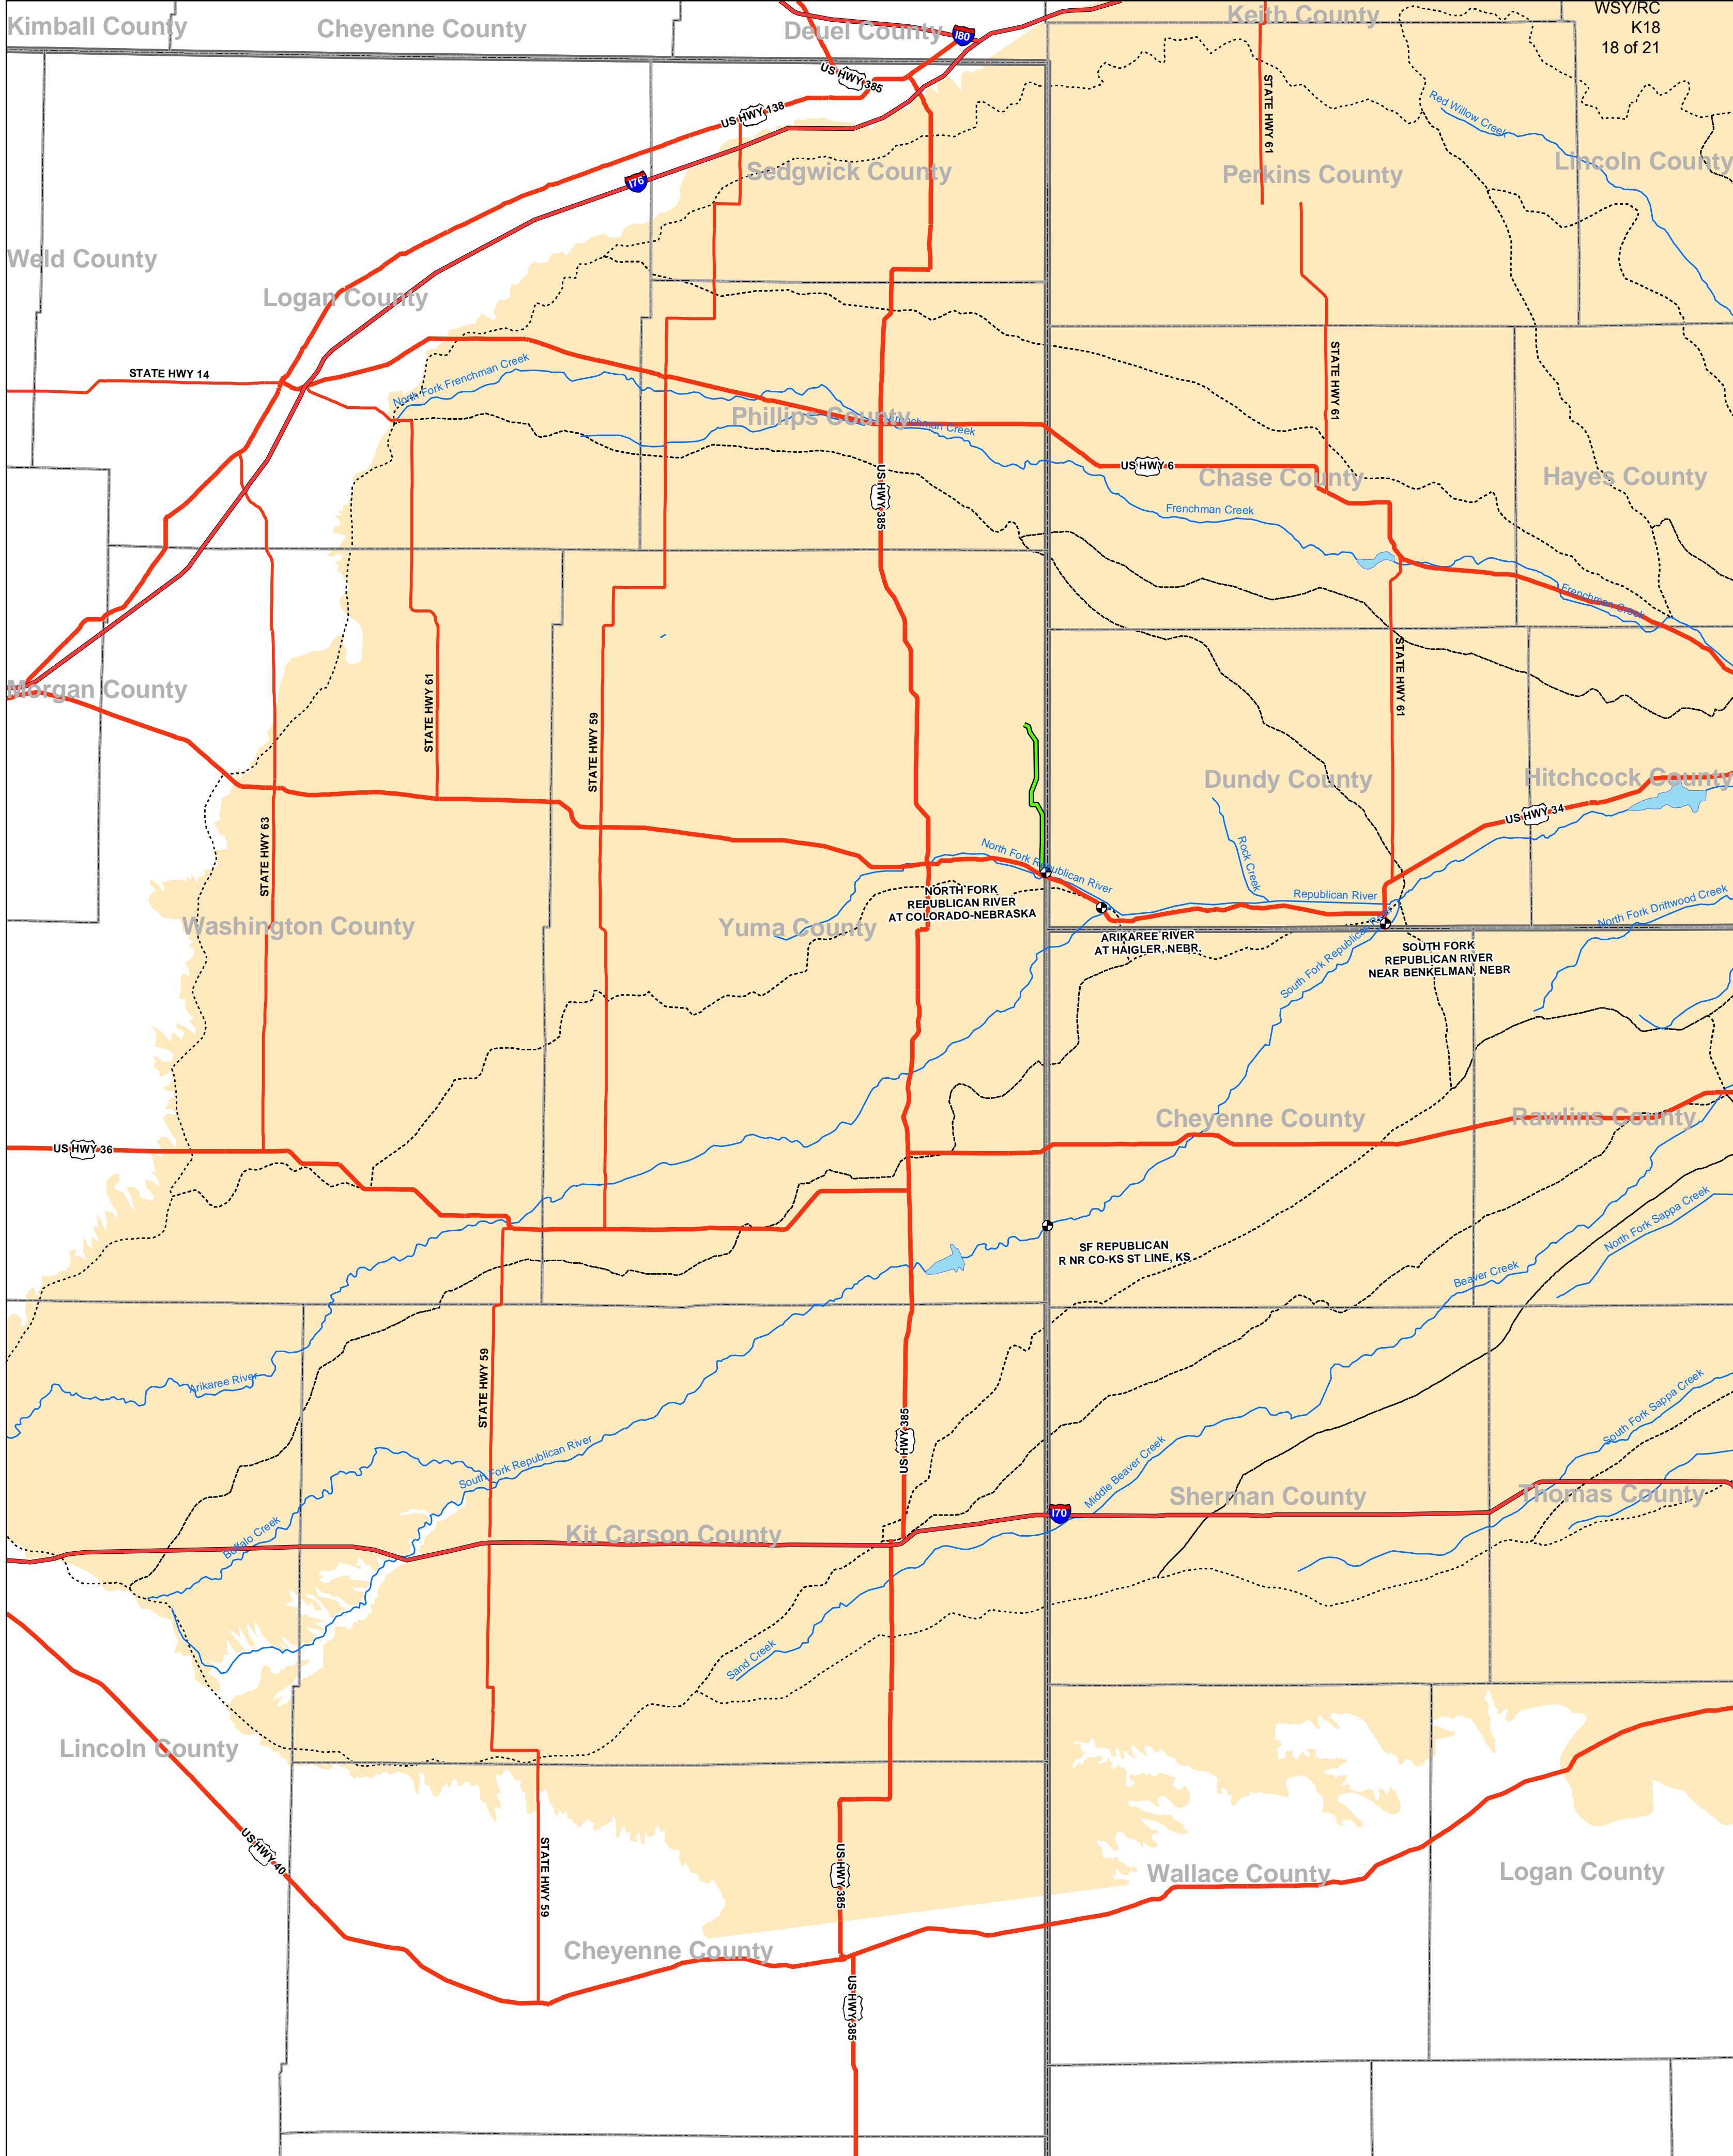 WSY/RC
K18
18 of 21
Kimball County
Cheyenne County
Deuel County
Keith County
I80
US HWY 385
US HWY 138
STATE HWY 61
Red Willow Creek
Sedgwick County
Perkins County
Lincoln County
I76
Weld County
Logan County
STATE HWY 14
North Fork Frenchman Creek
STATE HWY 61
Phillips County
Frenchman Creek
US HWY 6
Chase County
Hayes County
US HWY 385
Frenchman Creek
Frenchman Creek
STATE HWY 61
Morgan County
STATE HWY 61
STATE HWY 59
Dundy County
Hitchcock County
US HWY 34
STATE HWY 63
North Fork Republican River
Rock Creek
Republican River
NORTH FORK
REPUBLICAN RIVER
AT COLORADO-NEBRASKA
North Fork Driftwood Creek
Washington County
Yuma County
ARIKAREE RIVER
AT HAIGLER, NEBR.
South Fork Republican River
SOUTH FORK
REPUBLICAN RIVER
NEAR BENKELMAN, NEBR
Cheyenne County
Rawlins County
US HWY 36
North Fork Sappa Creek
SF REPUBLICAN
R NR CO-KS ST LINE, KS
Beaver Creek
Arikaree River
STATE HWY 59
US HWY 385
South Fork Sappa Creek
South Fork Republican River
Middle Beaver Creek
Sherman County
Thomas County
I70
Buffalo Creek
Kit Carson County
Sand Creek
Lincoln County
US HWY 40
STATE HWY 59
US HWY 385
Wallace County
Logan County
Cheyenne County
US HWY 385